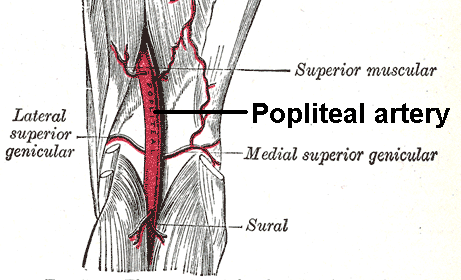 Superior muscular
Popliteal artery
Lateral
superior
genicular
Medial superior genicular
Sural